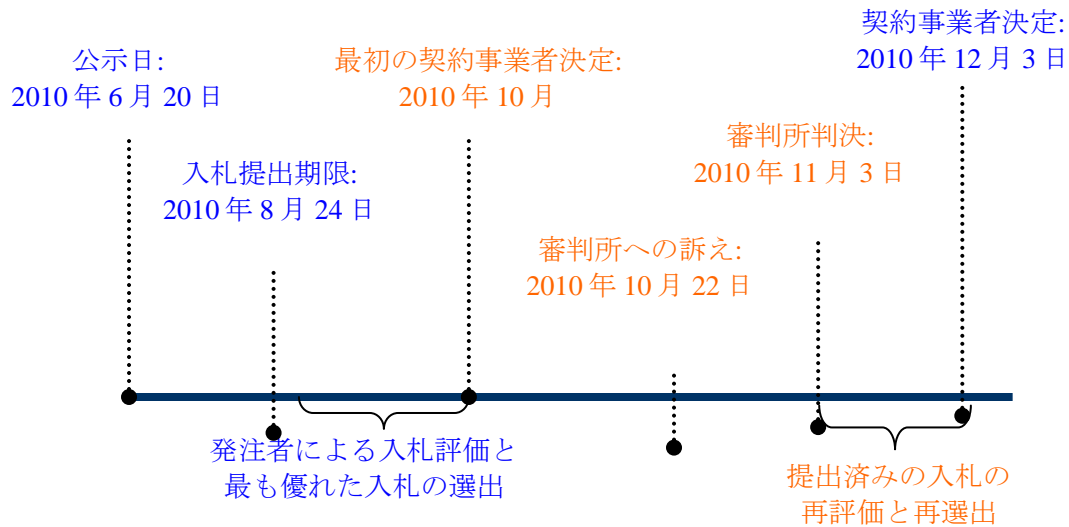 公示日:
2010 年 6 月 20 日
最初の契約事業者決定:
2010 年 10 月
契約事業者決定:
2010 年 12 月 3 日
入札提出期限:
2010 年 8 月 24 日
審判所判決:
2010 年 11 月 3 日
審判所への訴え:
2010 年 10 月 22 日
発注者による入札評価と
最も優れた入札の選出
提出済みの入札の
再評価と再選出